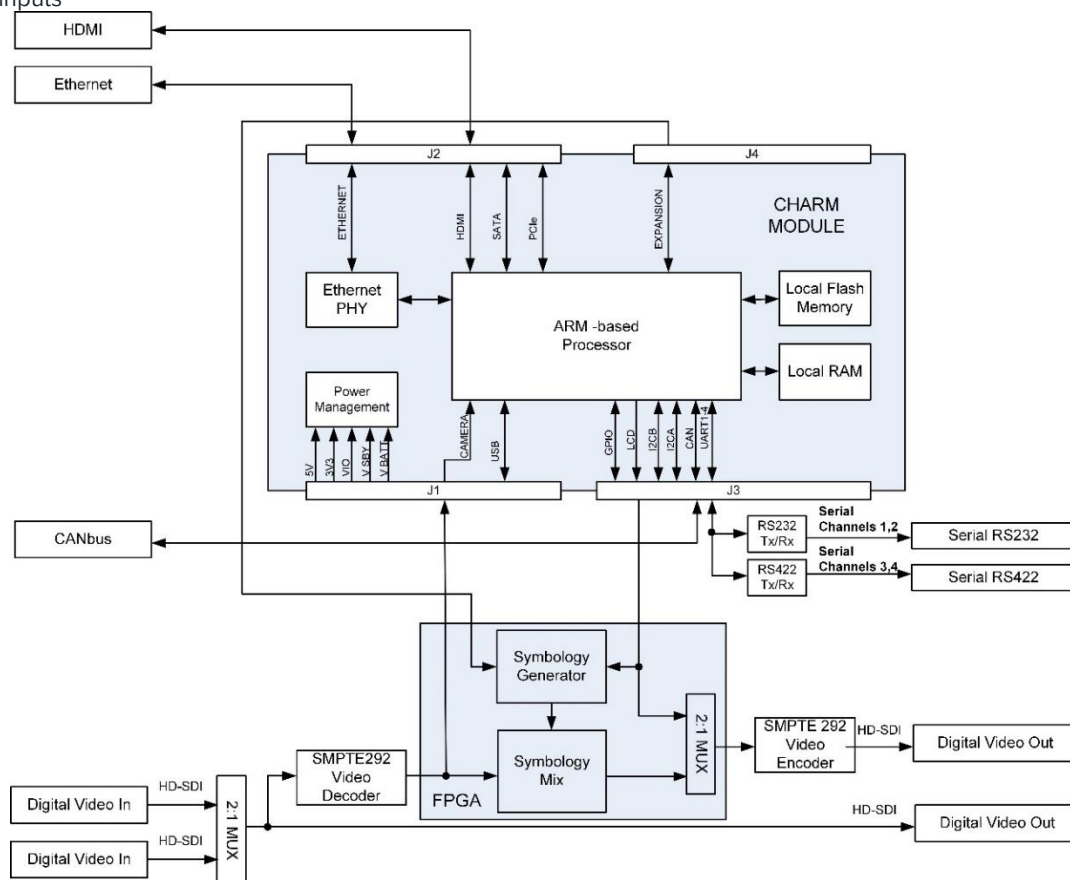 inputs
HDMI
Ethernet
J2
J4
ETHERNET
HDMI
SATA
PCIe
EXPANSION
CHARM
MODULE
Ethernet
PHY
ARM -based
Processor
Local Flash
Memory
Local RAM
Power
Management
5V
3V3
VIO
V SBY
V BATT
CAMERA
USB
GPIO
LCD
I2CB
I2CA
CAN
UART1-4
J1
J3
CANbus
RS232
Tx/Rx
Serial
Channels 1,2
Serial RS232
RS422
Tx/Rx
Serial
Channels 3,4
Serial RS422
Symbology
Generator
Symbology
Mix
FPGA
2:1 MUX
SMPTE292
Video
Decoder
SMPTE 292
Video
Encoder
HD-SDI
Digital Video Out
Digital Video In
HD-SDI
2:1 MUX
HD-SDI
Digital Video Out
Digital Video In
HD-SDI